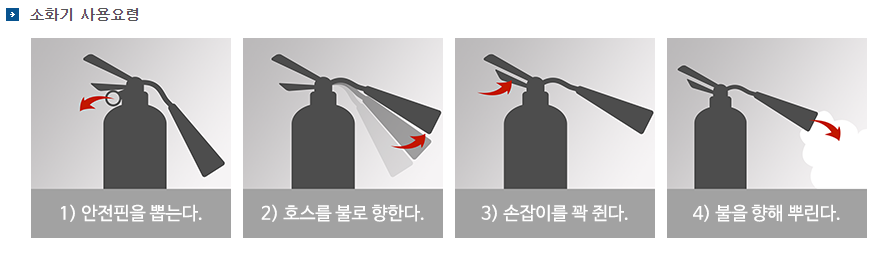 소화기 사용요령
1) 안전핀을 뽑는다.
2) 호스를 불로 향한다.
3) 손잡이를 꽉 쥔다.
4) 불을 향해 뿌린다.